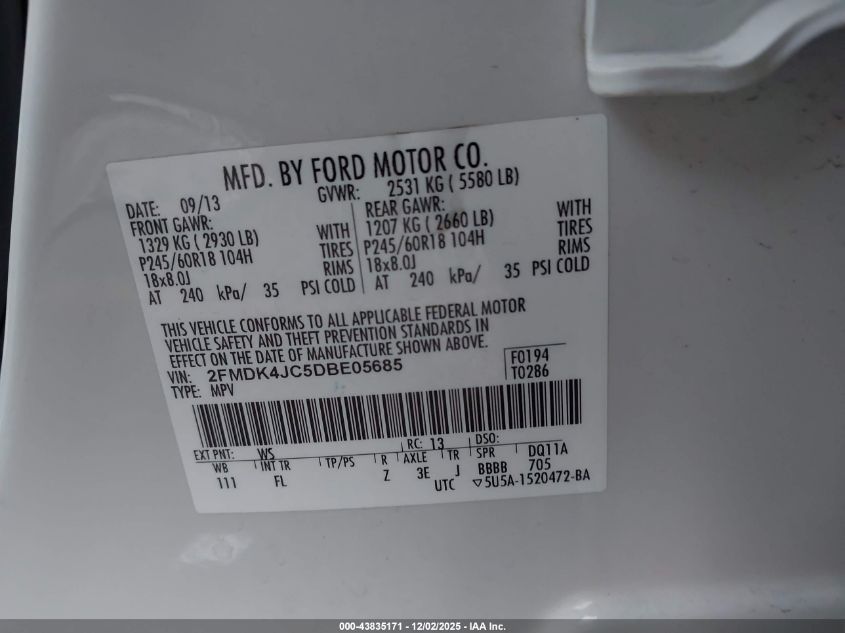 MFD. BY FORD MOTOR CO.
DATE: 09/13 GVWR: 2531 KG ( 5580 LB)
FRONT GAWR: REAR GAWR:
1329 KG ( 2930 LB) WITH 1207 KG ( 2660 LB) WITH
P245/60R18 104H TIRES P245/60R18 104H TIRES
18x8.0J RIMS 18x8.0J RIMS
AT 240 kPa/ 35 PSI COLD AT 240 kPa/ 35 PSI COLD
THIS VEHICLE CONFORMS TO ALL APPLICABLE FEDERAL MOTOR
VEHICLE SAFETY AND THEFT PREVENTION STANDARDS IN
EFFECT ON THE DATE OF MANUFACTURE SHOWN ABOVE.
VIN: 2FMDK4JC5DBE05685 F0194
TYPE: MPV T0286
EXT PNT: WS RC: 13 DSO:
WB INT TR TP/PS R AXLE TR SPR DQ11A
111 FL Z 3E J BBBB 705
UTC ▽5U5A-1520472-BA
000-43835171 - 12/02/2025 - IAA Inc.